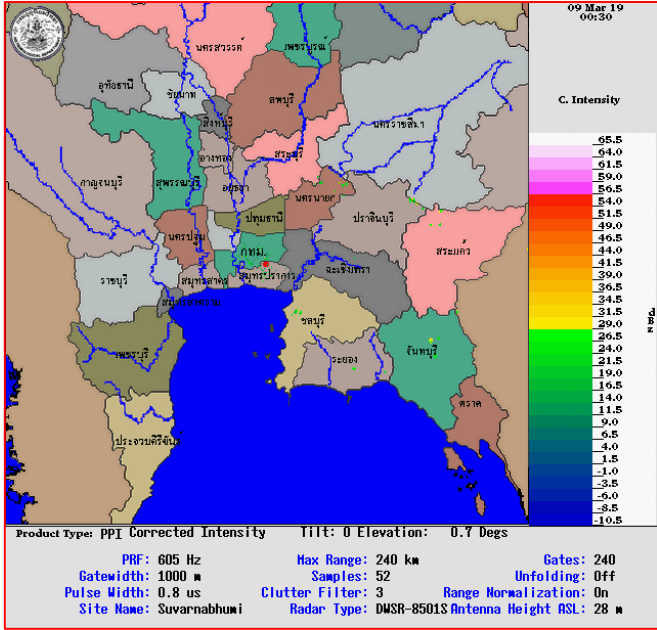 09 Mar 19
00:30
C. Intensity
65.5
64.0
61.5
59.0
56.5
54.0
51.5
49.0
46.5
44.0
41.5
39.0
36.5
34.0
31.5
29.0
26.5
24.0
21.5
19.0
16.5
14.0
11.5
9.0
6.5
4.0
1.5
-1.0
-3.5
-6.0
-8.5
-10.5
นครสวรรค์
เพชรบูรณ์
อุทัยธานี
ชัยนาท
ลพบุรี
สิงห์บุรี
นครราชสีมา
อ่างทอง
สระบุรี
กาญจนบุรี
สุพรรณบุรี
อยุธยา
นครนายก
ปราจีนบุรี
ปทุมธานี
นครปฐม
กทม.
สระแก้ว
ฉะเชิงเทรา
ราชบุรี
สมุทรสาคร
สมุทรปราการ
สมุทรสงคราม
ชลบุรี
เพชรบุรี
ระยอง
จันทบุรี
ตราด
ประจวบคีรีขันธ์
Product Type: PPI Corrected Intensity Tilt: 0 Elevation: 0.7 Degs
PRF: 605 Hz Max Range: 240 km Gates: 240
Gatewidth: 1000 m Samples: 52 Unfolding: Off
Pulse Width: 0.8 us Clutter Filter: 3 Range Normalization: On
Site Name: Suvarnabhumi Radar Type: DWSR-8501S Antenna Height ASL: 28 m